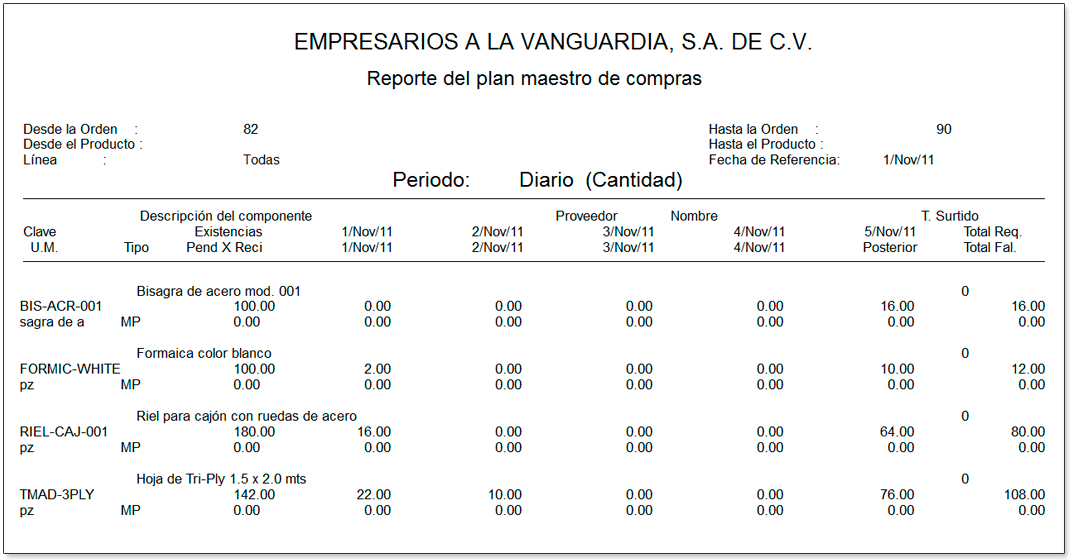 EMPRESARIOS A LA VANGUARDIA, S.A. DE C.V.
Reporte del plan maestro de compras
Desde la Orden : 82 Hasta la Orden : 90
Desde el Producto : Hasta el Producto :
Línea : Todas Fecha de Referencia: 1/Nov/11
Periodo: Diario (Cantidad)
Descripción del componente Proveedor Nombre T. Surtido
Clave Existencias 1/Nov/11 2/Nov/11 3/Nov/11 4/Nov/11 5/Nov/11 Total Req.
U.M. Tipo Pend X Reci 1/Nov/11 2/Nov/11 3/Nov/11 4/Nov/11 Posterior Total Fal.
Bisagra de acero mod. 001 0
BIS-ACR-001 100.00 0.00 0.00 0.00 0.00 16.00 16.00
sagra de a MP 0.00 0.00 0.00 0.00 0.00 0.00 0.00
Formaica color blanco 0
FORMIC-WHITE 100.00 2.00 0.00 0.00 0.00 10.00 12.00
pz MP 0.00 0.00 0.00 0.00 0.00 0.00 0.00
Riel para cajón con ruedas de acero 0
RIEL-CAJ-001 180.00 16.00 0.00 0.00 0.00 64.00 80.00
pz MP 0.00 0.00 0.00 0.00 0.00 0.00 0.00
Hoja de Tri-Ply 1.5 x 2.0 mts 0
TMAD-3PLY 142.00 22.00 10.00 0.00 0.00 76.00 108.00
pz MP 0.00 0.00 0.00 0.00 0.00 0.00 0.00